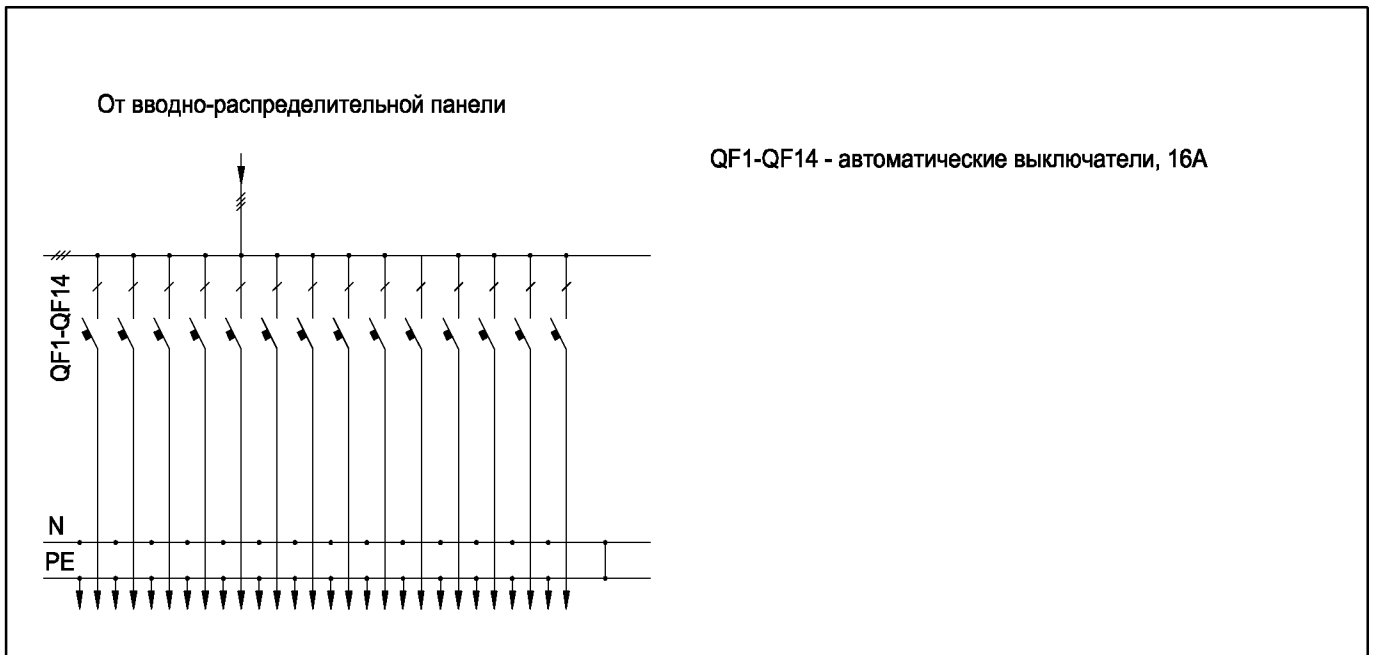 От вводно-распределительной панели
QF1-QF14 - автоматические выключатели, 16А
QF1-QF14
N
PE